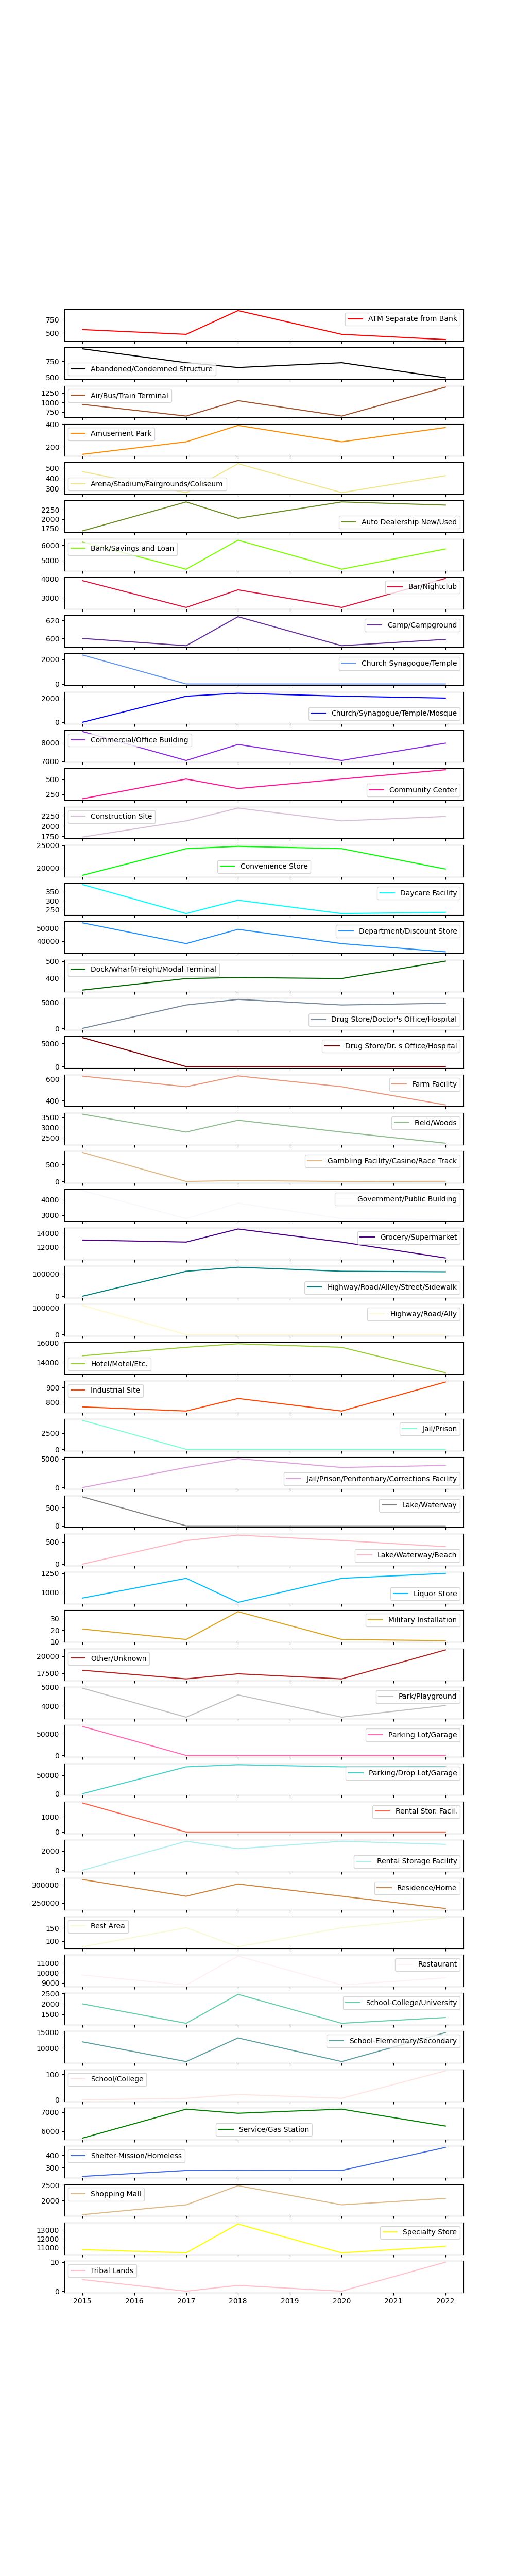 750
500
ATM Separate from Bank
750
500
Abandoned/Condemned Structure
1250
1000
750
Air/Bus/Train Terminal
400
200
Amusement Park
500
400
300
Arena/Stadium/Fairgrounds/Coliseum
2250
2000
1750
Auto Dealership New/Used
6000
5000
Bank/Savings and Loan
4000
3000
Bar/Nightclub
620
600
Camp/Campground
2000
0
Church Synagogue/Temple
2000
0
Church/Synagogue/Temple/Mosque
8000
7000
Commercial/Office Building
500
250
Community Center
2250
2000
1750
Construction Site
25000
20000
Convenience Store
350
300
250
Daycare Facility
50000
40000
Department/Discount Store
500
400
Dock/Wharf/Freight/Modal Terminal
5000
0
Drug Store/Doctor's Office/Hospital
5000
0
Drug Store/Dr. s Office/Hospital
600
400
Farm Facility
3500
3000
2500
Field/Woods
500
0
Gambling Facility/Casino/Race Track
4000
3000
Government/Public Building
14000
12000
Grocery/Supermarket
100000
0
Highway/Road/Alley/Street/Sidewalk
100000
0
Highway/Road/Ally
16000
14000
Hotel/Motel/Etc.
900
800
Industrial Site
2500
0
Jail/Prison
5000
0
Jail/Prison/Penitentiary/Corrections Facility
500
0
Lake/Waterway
500
0
Lake/Waterway/Beach
1250
1000
Liquor Store
30
20
10
Military Installation
20000
17500
Other/Unknown
5000
4000
Park/Playground
50000
0
Parking Lot/Garage
50000
0
Parking/Drop Lot/Garage
1000
0
Rental Stor. Facil.
2000
0
Rental Storage Facility
300000
250000
Residence/Home
150
100
Rest Area
11000
10000
9000
Restaurant
2500
2000
1500
School-College/University
15000
10000
School-Elementary/Secondary
100
0
School/College
7000
6000
Service/Gas Station
400
300
Shelter-Mission/Homeless
2500
2000
Shopping Mall
13000
12000
11000
Specialty Store
10
0
Tribal Lands
2015 2016 2017 2018 2019 2020 2021 2022